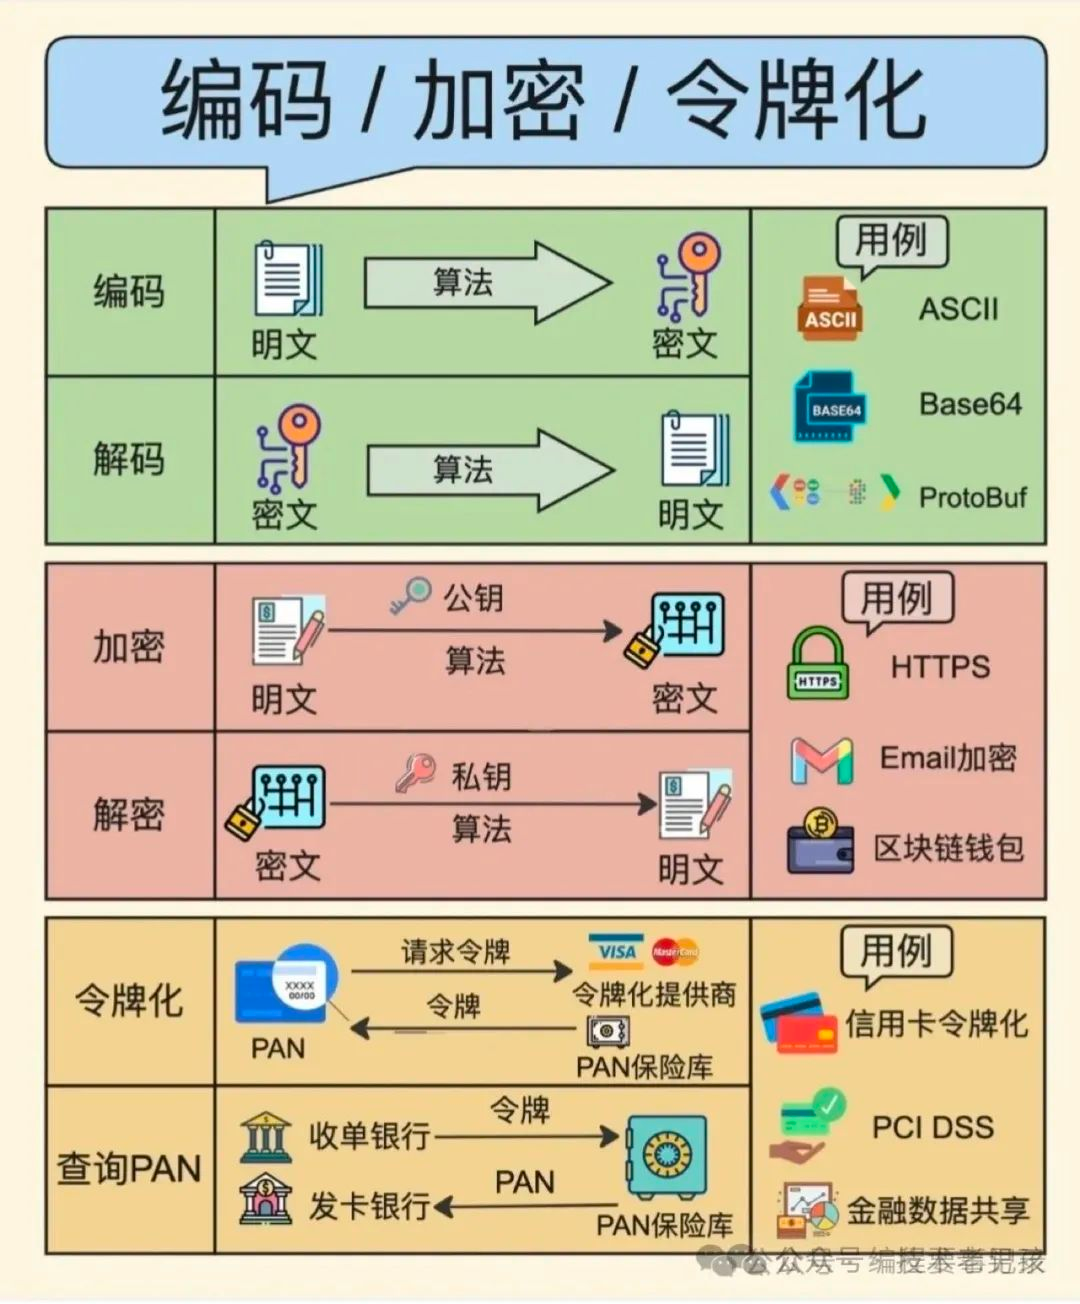 编码 / 加密 / 令牌化
编码
明文
算法
密文
用例
ASCII
ASCII
BASE64
Base64
ProtoBuf
解码
密文
算法
明文
加密
明文
公钥
算法
密文
用例
HTTPS
HTTPS
Email加密
区块链钱包
解密
密文
私钥
算法
明文
令牌化
XXXX
00/00
PAN
请求令牌
令牌
VISA
MasterCard
令牌化提供商
PAN保险库
用例
信用卡令牌化
PCI DSS
金融数据共享
查询PAN
收单银行
令牌
发卡银行
PAN
PAN保险库
公众号